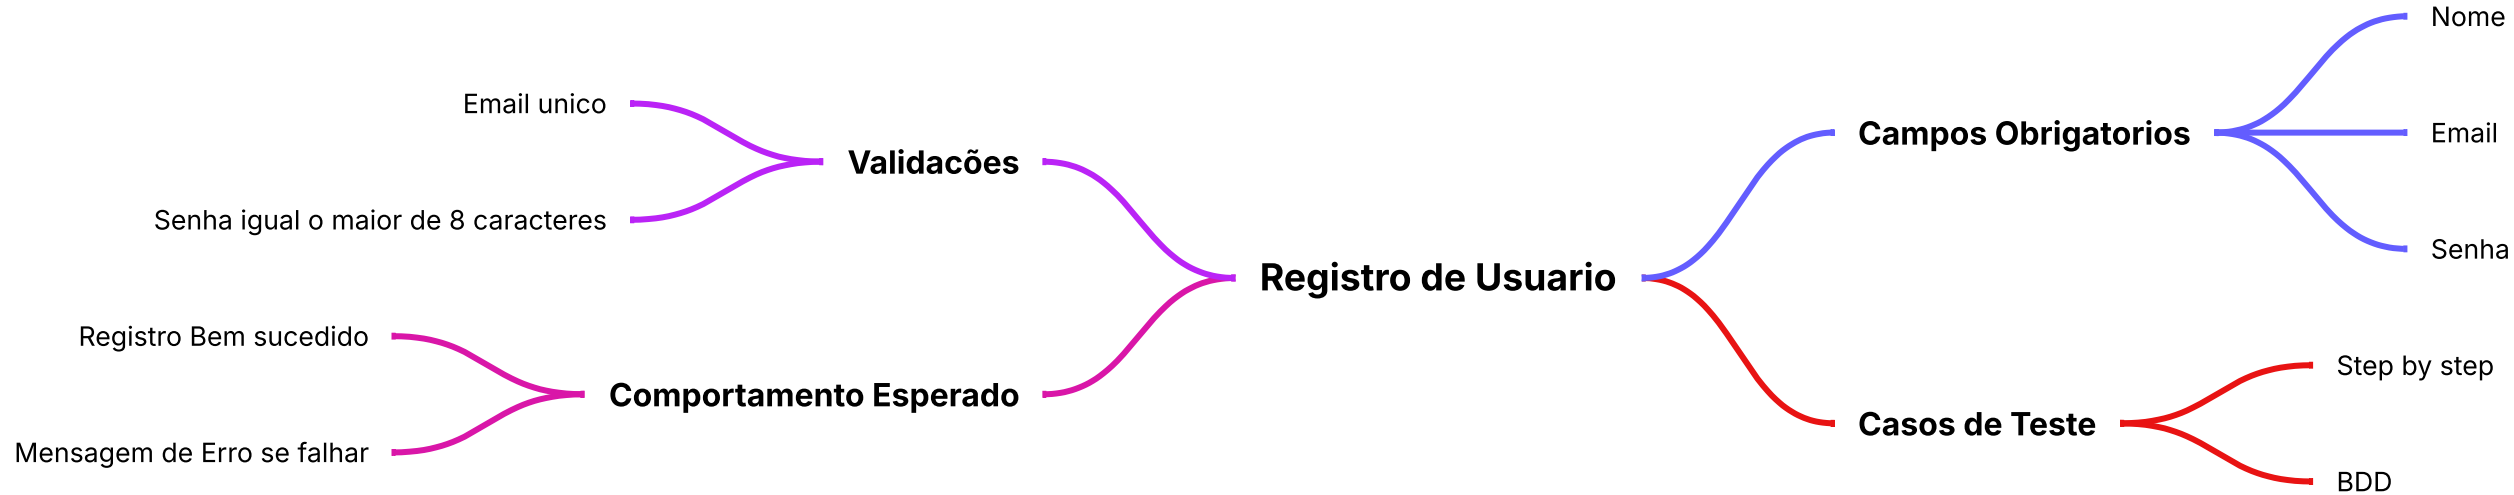 Registro de Usuario
Validacões
Email unico
Senha igual o maior de 8 caracteres
Comportamento Esperado
Registro Bem sucedido
Mensagem de Erro se falhar
Campos Obrigatorios
Nome
Email
Senha
Casos de Teste
Step by step
BDD